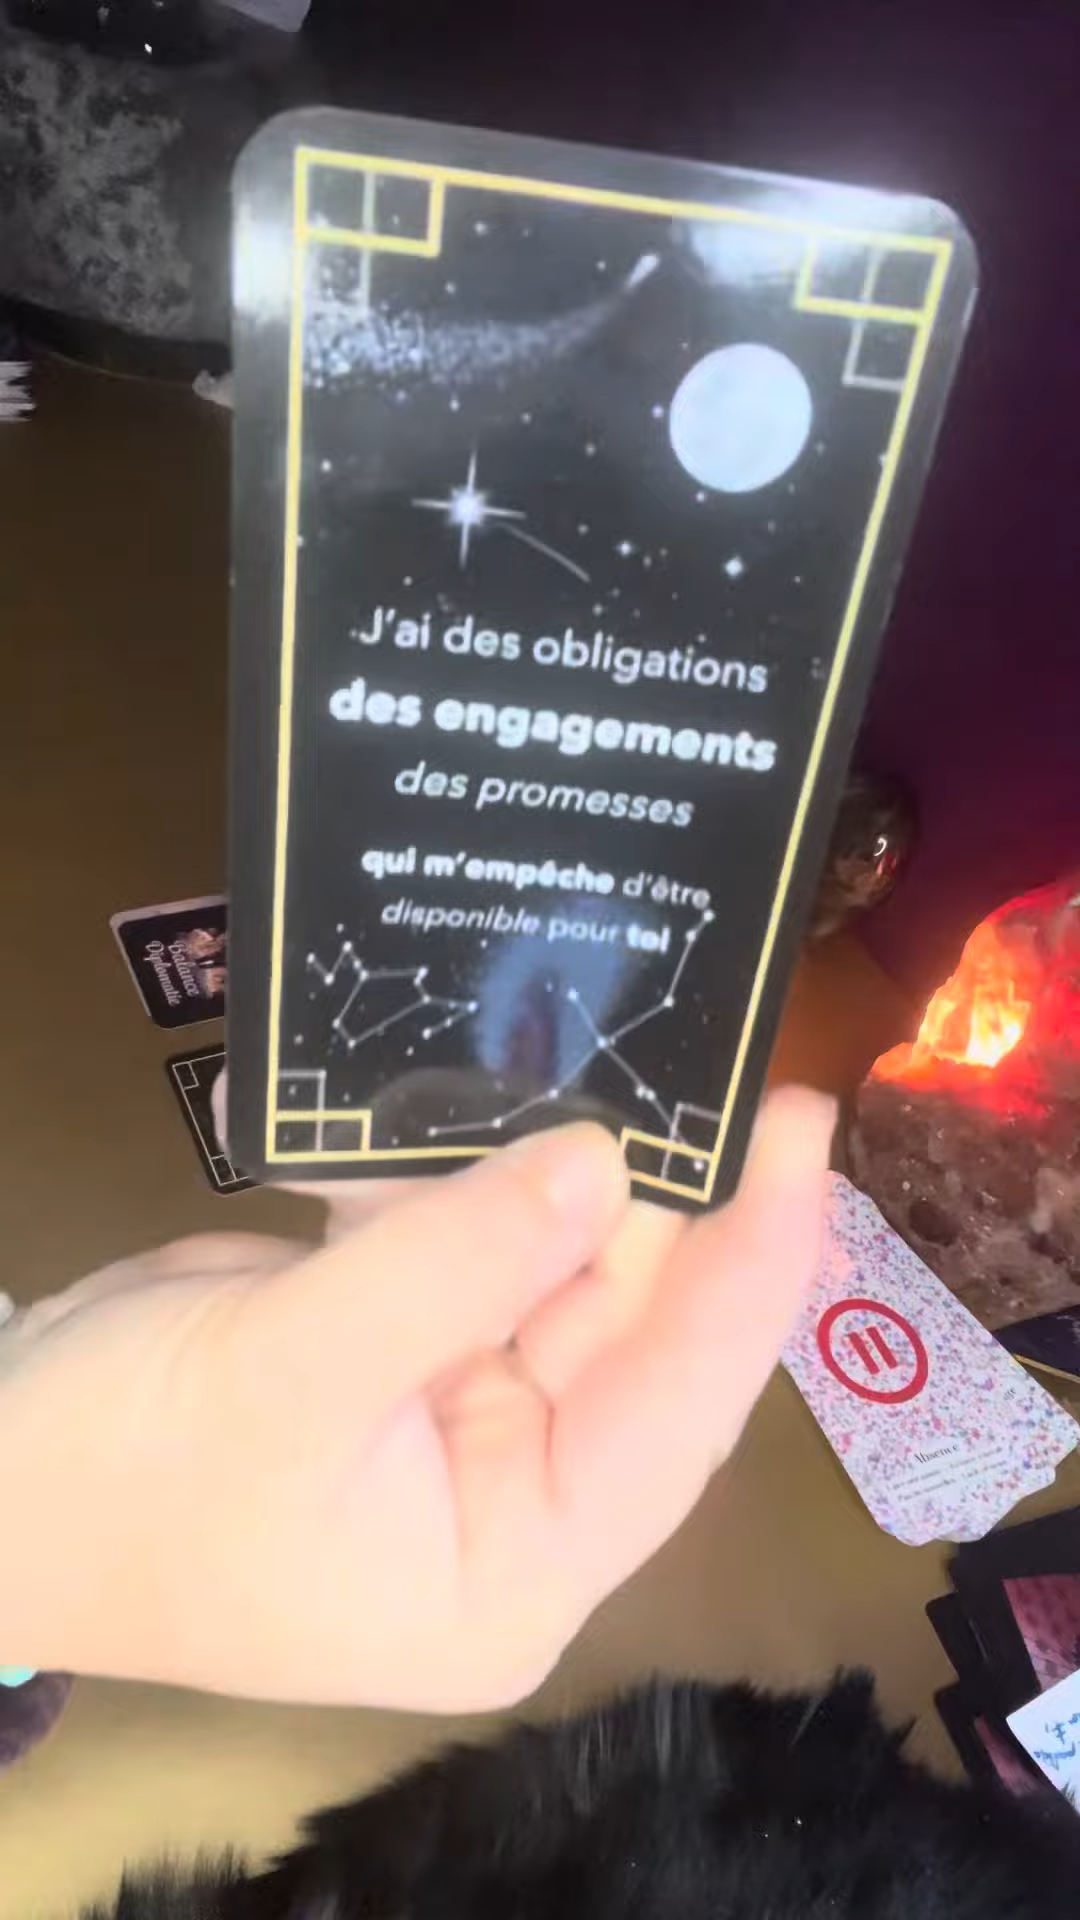 J'ai des obligations
des engagements
des promesses
qui m'empêche d'être
disponible pour toi
Balance
Diplomatie
Absence